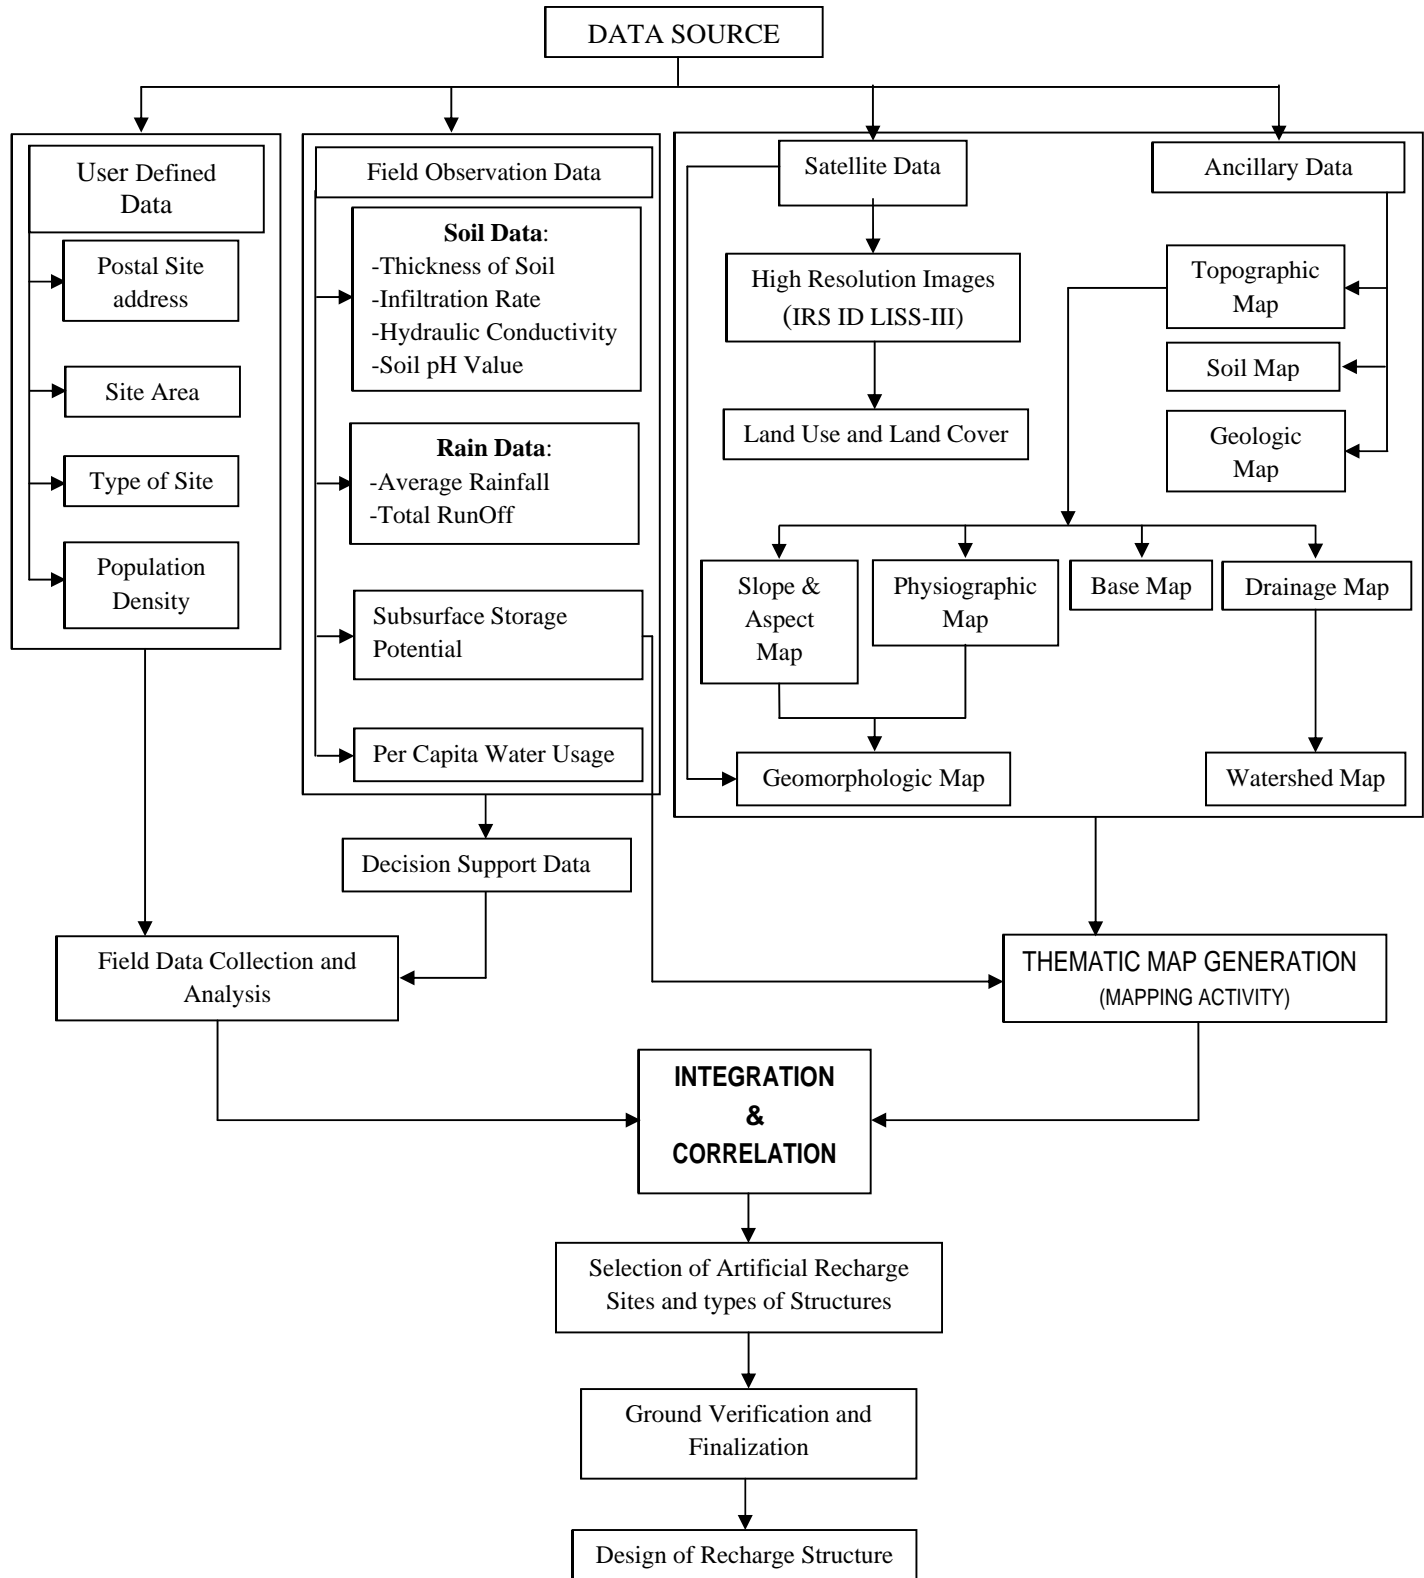 DATA SOURCE
User Defined
Data
Postal Site
address
Site Area
Type of Site
Population
Density
Field Observation Data
Soil Data:
-Thickness of Soil
-Infiltration Rate
-Hydraulic Conductivity
-Soil pH Value
Rain Data:
-Average Rainfall
-Total RunOff
Subsurface Storage
Potential
Per Capita Water Usage
Satellite Data
High Resolution Images
(IRS ID LISS-III)
Land Use and Land Cover
Ancillary Data
Topographic
Map
Soil Map
Geologic
Map
Slope &
Aspect
Map
Physiographic
Map
Base Map
Drainage Map
Geomorphologic Map
Watershed Map
Decision Support Data
Field Data Collection and
Analysis
THEMATIC MAP GENERATION
(MAPPING ACTIVITY)
INTEGRATION
&
CORRELATION
Selection of Artificial Recharge
Sites and types of Structures
Ground Verification and
Finalization
Design of Recharge Structure